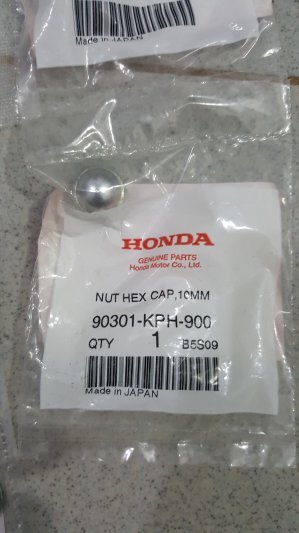 Made in JAPAN
HONDA
GENUINE PARTS
Honda Motor Co., Ltd.
NUT HEX CAP,10MM
90301-KPH-900
QTY 1 B5S09
Made in JAPAN